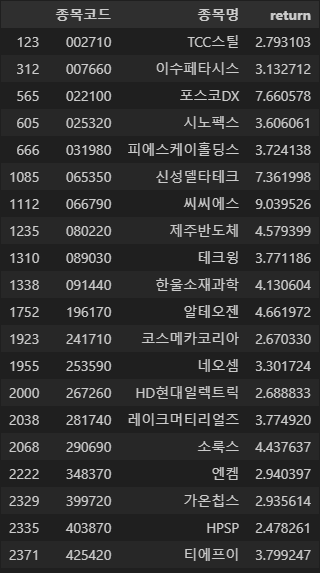 종목코드 종목명 return
123 002710 TCC스틸 2.793103
312 007660 이수페타시스 3.132712
565 022100 포스코DX 7.660578
605 025320 시노펙스 3.606061
666 031980 피에스케이홀딩스 3.724138
1085 065350 신성델타테크 7.361998
1112 066790 씨씨에스 9.039526
1235 080220 제주반도체 4.579399
1310 089030 테크윙 3.771186
1338 091440 한울소재과학 4.130604
1752 196170 알테오젠 4.661972
1923 241710 코스메카코리아 2.670330
1955 253590 네오셈 3.301724
2000 267260 HD현대일렉트릭 2.688833
2038 281740 레이크머티리얼즈 3.774920
2068 290690 소룩스 4.437637
2222 348370 엔켐 2.940397
2329 399720 가온칩스 2.935614
2335 403870 HPSP 2.478261
2371 425420 티에프이 3.799247